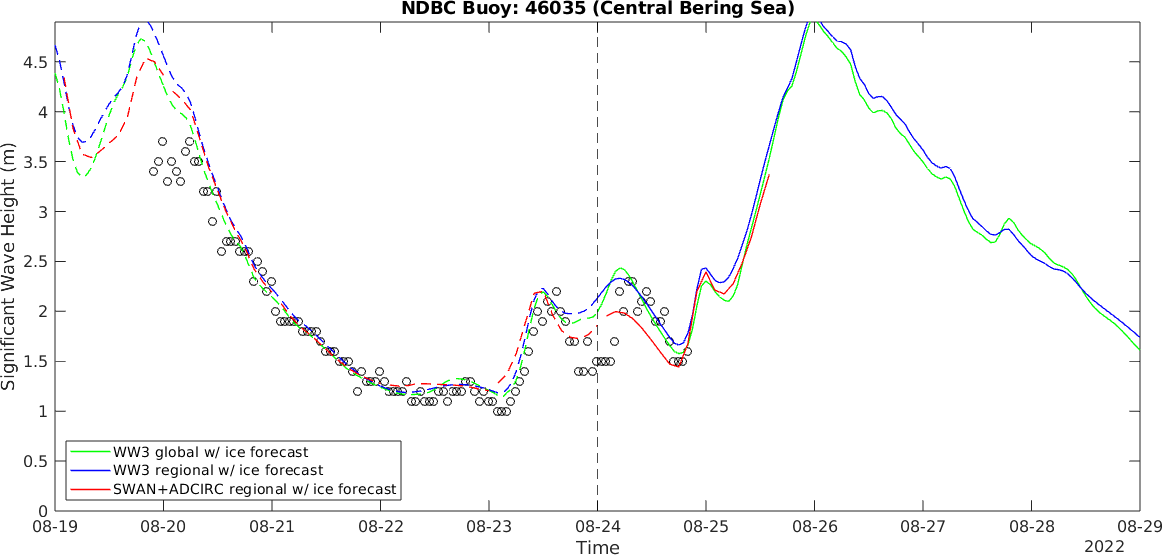 NDBC Buoy: 46035 (Central Bering Sea)
Significant Wave Height (m)
4.5
4
3.5
3
2.5
2
1.5
1
0.5
0
WW3 global w/ ice forecast
WW3 regional w/ ice forecast
SWAN+ADCIRC regional w/ ice forecast
08-19 08-20 08-21 08-22 08-23 08-24 08-25 08-26 08-27 08-28 08-29
Time
2022